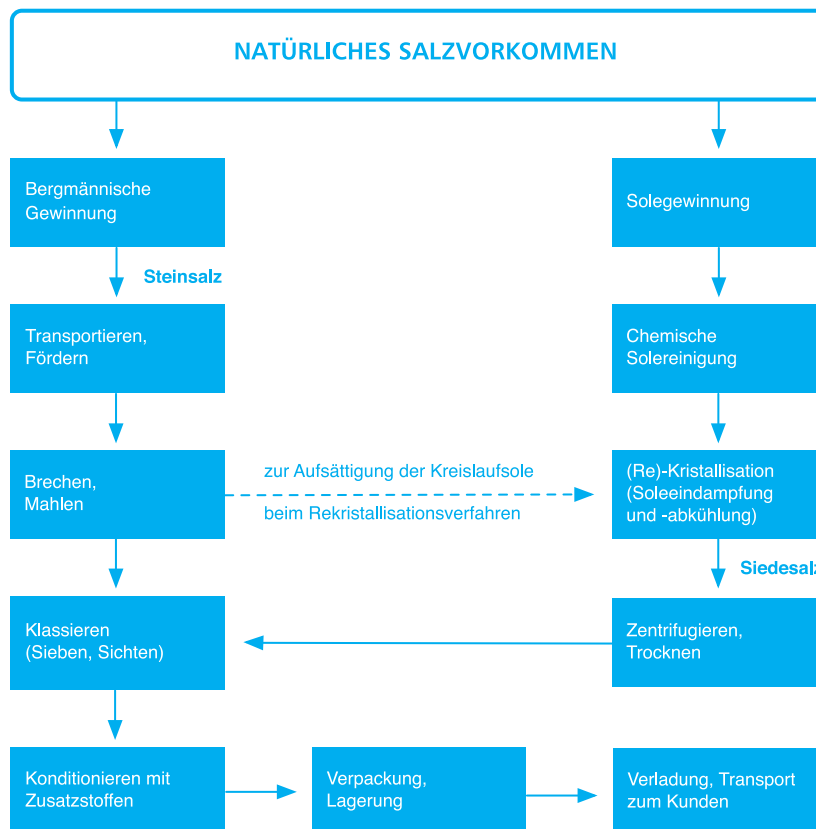 NATÜRLICHES SALZVORKOMMEN
Bergmännische
Gewinnung
Solegewinnung
Steinsalz
Transportieren,
Fördern
Chemische
Solereinigung
Brechen,
Mahlen
zur Aufsättigung der Kreislaufsole
beim Rekristallisationsverfahren
(Re)-Kristallisation
(Soleeindampfung
und -abkühlung)
Siedesalz
Klassieren
(Sieben, Sichten)
Zentrifugieren,
Trocknen
Konditionieren mit
Zusatzstoffen
Verpackung,
Lagerung
Verladung, Transport
zum Kunden